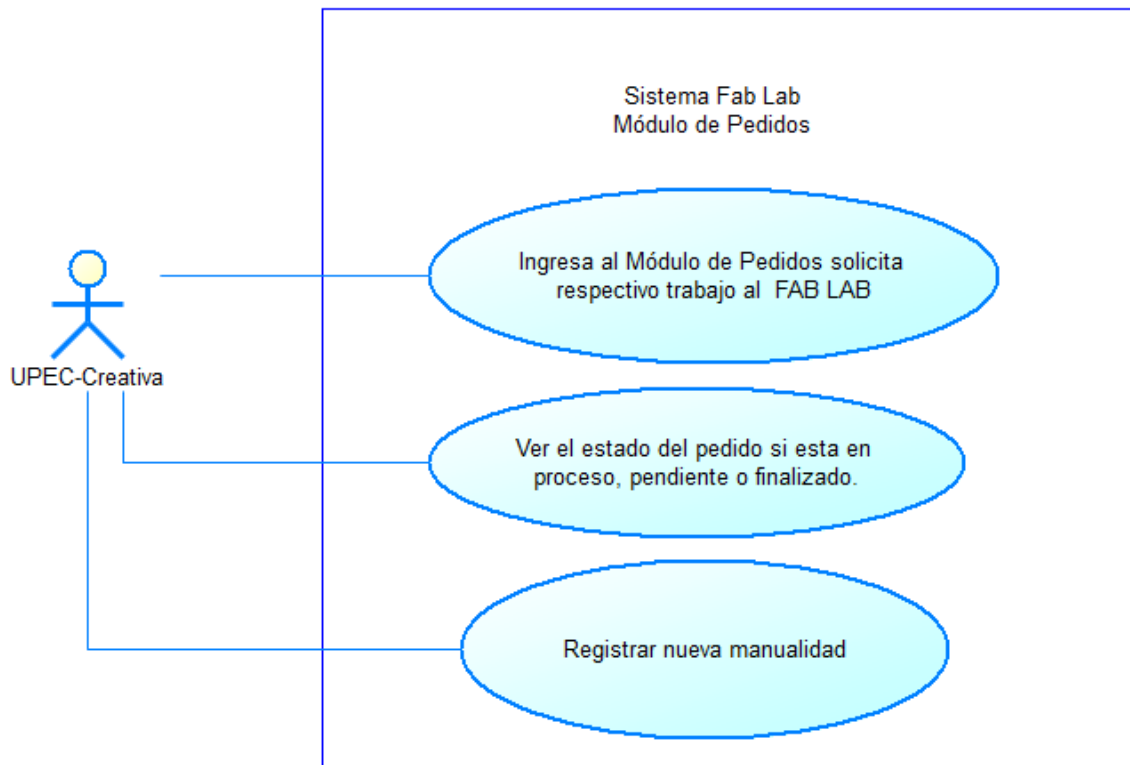 Sistema Fab Lab
Módulo de Pedidos
Ingresa al Módulo de Pedidos solicita
respectivo trabajo al FAB LAB
UPEC-Creativa
Ver el estado del pedido si esta en
proceso, pendiente o finalizado.
Registrar nueva manualidad